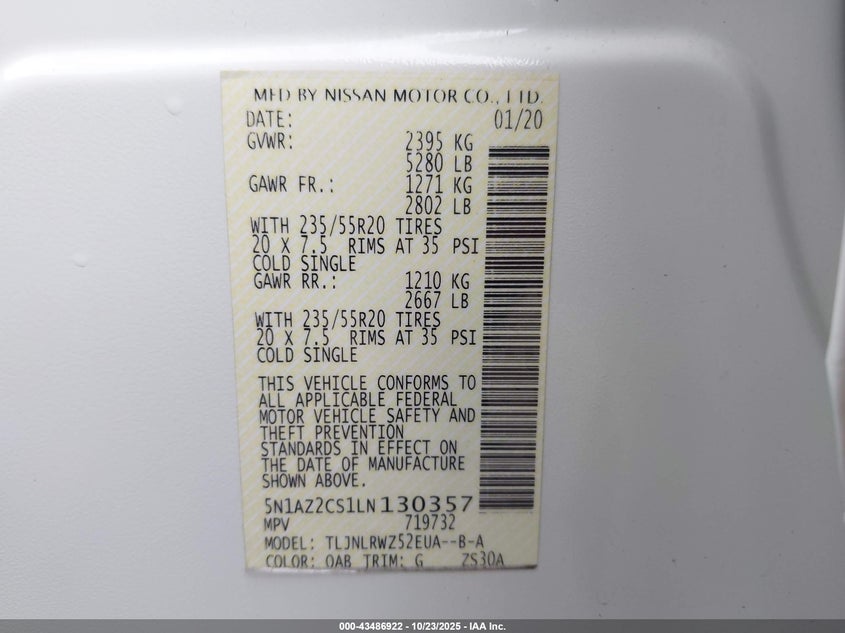 MFD BY NISSAN MOTOR CO., LTD.
DATE: 01/20
GVWR: 2395 KG
5280 LB
GAWR FR.: 1271 KG
2802 LB
WITH 235/55R20 TIRES
20 X 7.5 RIMS AT 35 PSI
COLD SINGLE
GAWR RR.: 1210 KG
2667 LB
WITH 235/55R20 TIRES
20 X 7.5 RIMS AT 35 PSI
COLD SINGLE
THIS VEHICLE CONFORMS TO
ALL APPLICABLE FEDERAL
MOTOR VEHICLE SAFETY AND
THEFT PREVENTION
STANDARDS IN EFFECT ON
THE DATE OF MANUFACTURE
SHOWN ABOVE.
5N1AZ2CS1LN130357
MPV 719732
MODEL: TLJNLRWZ52EUA--B-A
COLOR: QAB TRIM: G ZS30A
000-43486922 - 10/23/2025 - IAA Inc.